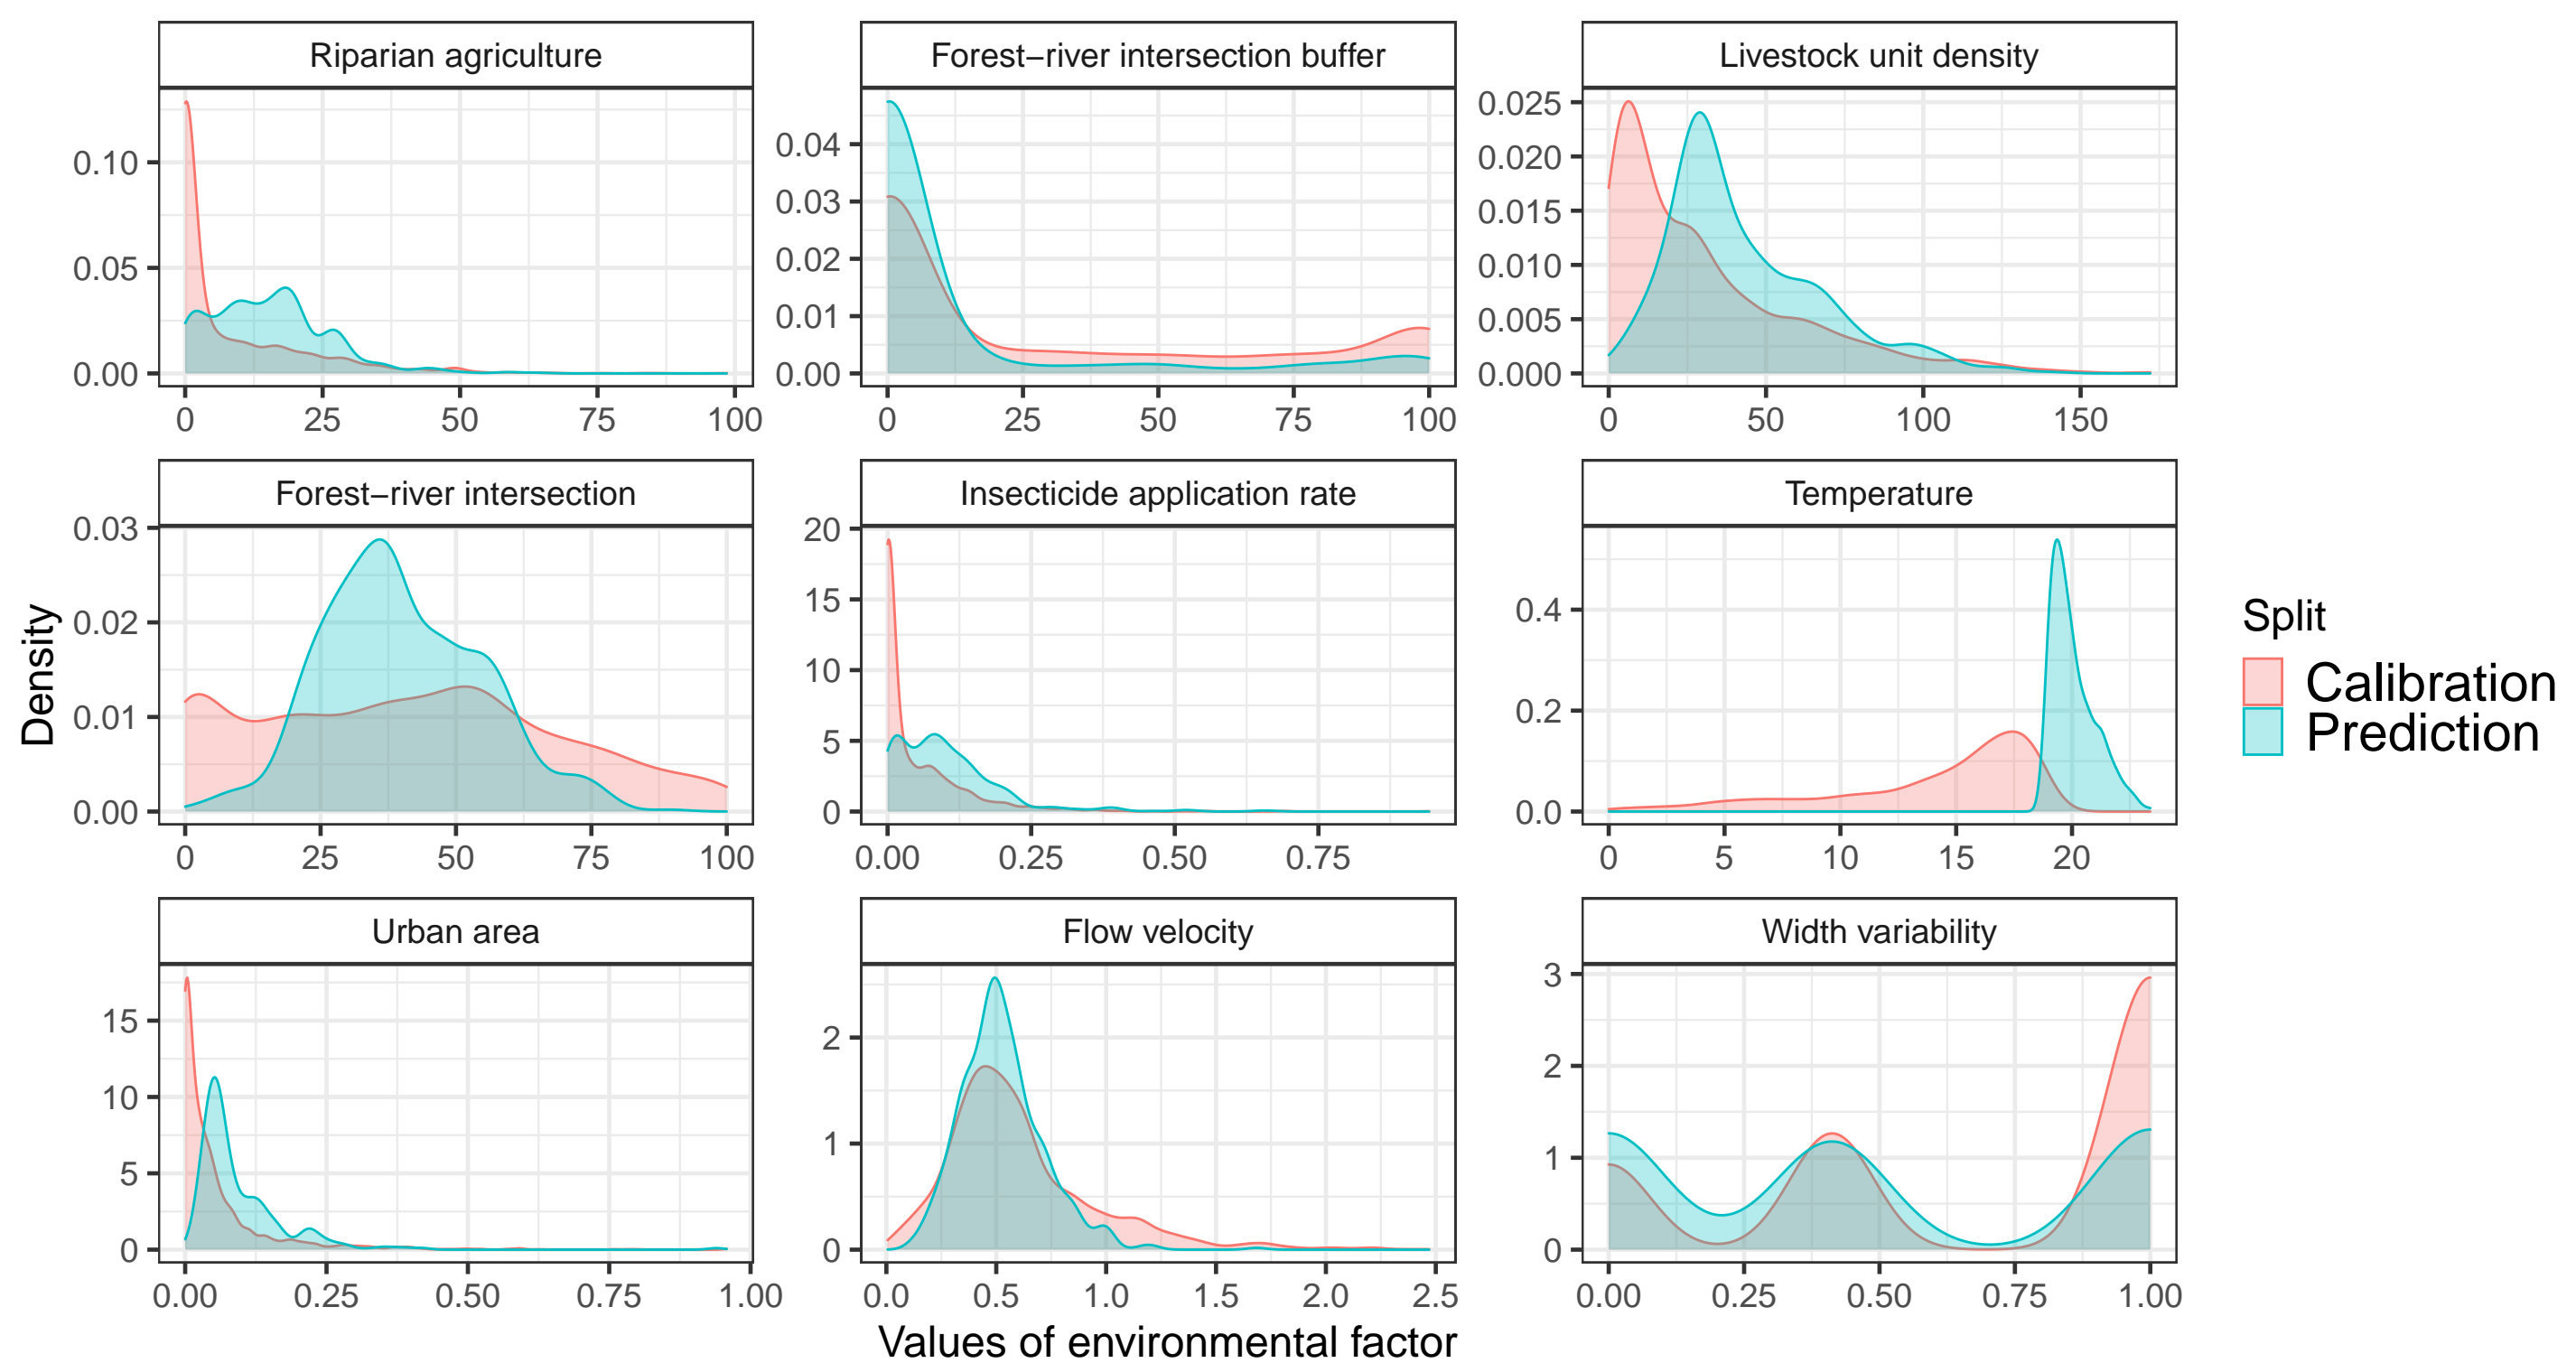 Riparian agriculture
Forest−river intersection buffer
Livestock unit density
0.10
0.05
0.00
0 25 50 75 100
0.04
0.03
0.02
0.01
0.00
0 25 50 75 100
0.025
0.020
0.015
0.010
0.005
0.000
0 50 100 150
Forest−river intersection
Insecticide application rate
Temperature
0.03
0.02
0.01
0.00
0 25 50 75 100
20
15
10
5
0
0.00 0.25 0.50 0.75
0.4
0.2
0.0
0 5 10 15 20
Urban area
Flow velocity
Width variability
15
10
5
0
0.00 0.25 0.50 0.75 1.00
2
1
0
0.0 0.5 1.0 1.5 2.0 2.5
3
2
1
0
0.00 0.25 0.50 0.75 1.00
Density
Values of environmental factor
Split
Calibration
Prediction